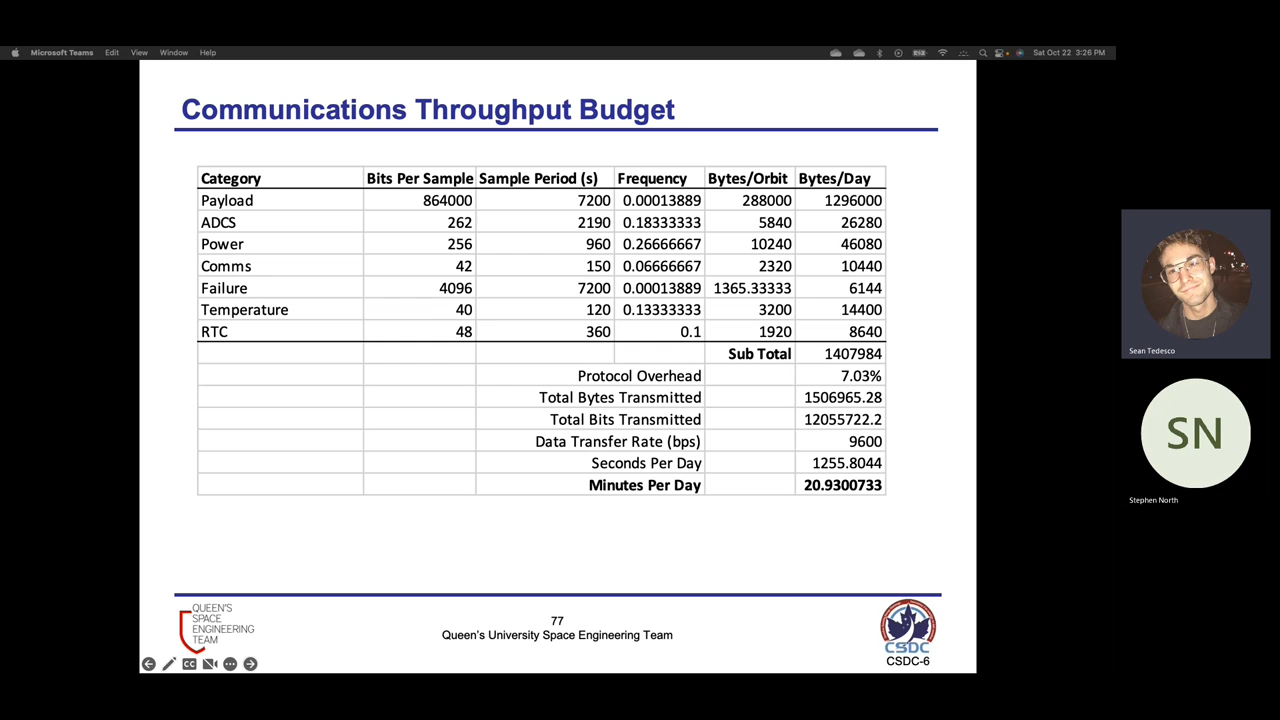 Microsoft Teams Edit View Window Help Sat Oct 22 3:26 PM
Communications Throughput Budget
Category Bits Per Sample Sample Period (s) Frequency Bytes/Orbit Bytes/Day
Payload 864000 7200 0.00013889 288000 1296000
ADCS 262 2190 0.18333333 5840 26280
Power 256 960 0.26666667 10240 46080
Comms 42 150 0.06666667 2320 10440
Failure 4096 7200 0.00013889 1365.33333 6144
Temperature 40 120 0.13333333 3200 14400
RTC 48 360 0.1 1920 8640
Sub Total 1407984
Protocol Overhead 7.03%
Total Bytes Transmitted 1506965.28
Total Bits Transmitted 12055722.2
Data Transfer Rate (bps) 9600
Seconds Per Day 1255.8044
Minutes Per Day 20.9300733
Sean Tedesco
SN
Stephen North
QUEEN'S
SPACE
ENGINEERING
TEAM
77
Queen's University Space Engineering Team
CSDC
CSDC-6
CC